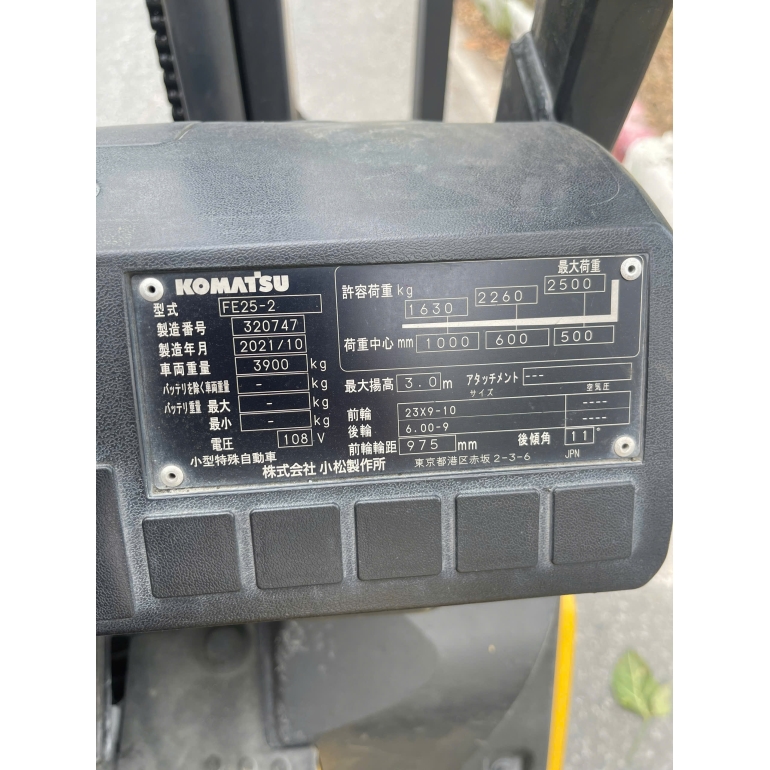 KOMATSU
型式 FE25-2
製造番号 320747
製造年月 2021/10
車両重量 3900 kg
バッテリを除く車両重量 - kg
バッテリ重量 最大 - kg
最小 - kg
電圧 108 V
小型特殊自動車
株式会社 小松製作所
最大荷重
許容荷重 kg 1630 2260 2500
荷重中心 mm 1000 600 500
最大揚高 3.0 m アタッチメント ---
サイズ 空気圧
前輪 23X9-10 ----
後輪 6.00-9 ----
前輪輪距 975 mm 後傾角 11°
東京都港区赤坂 2-3-6 JPN